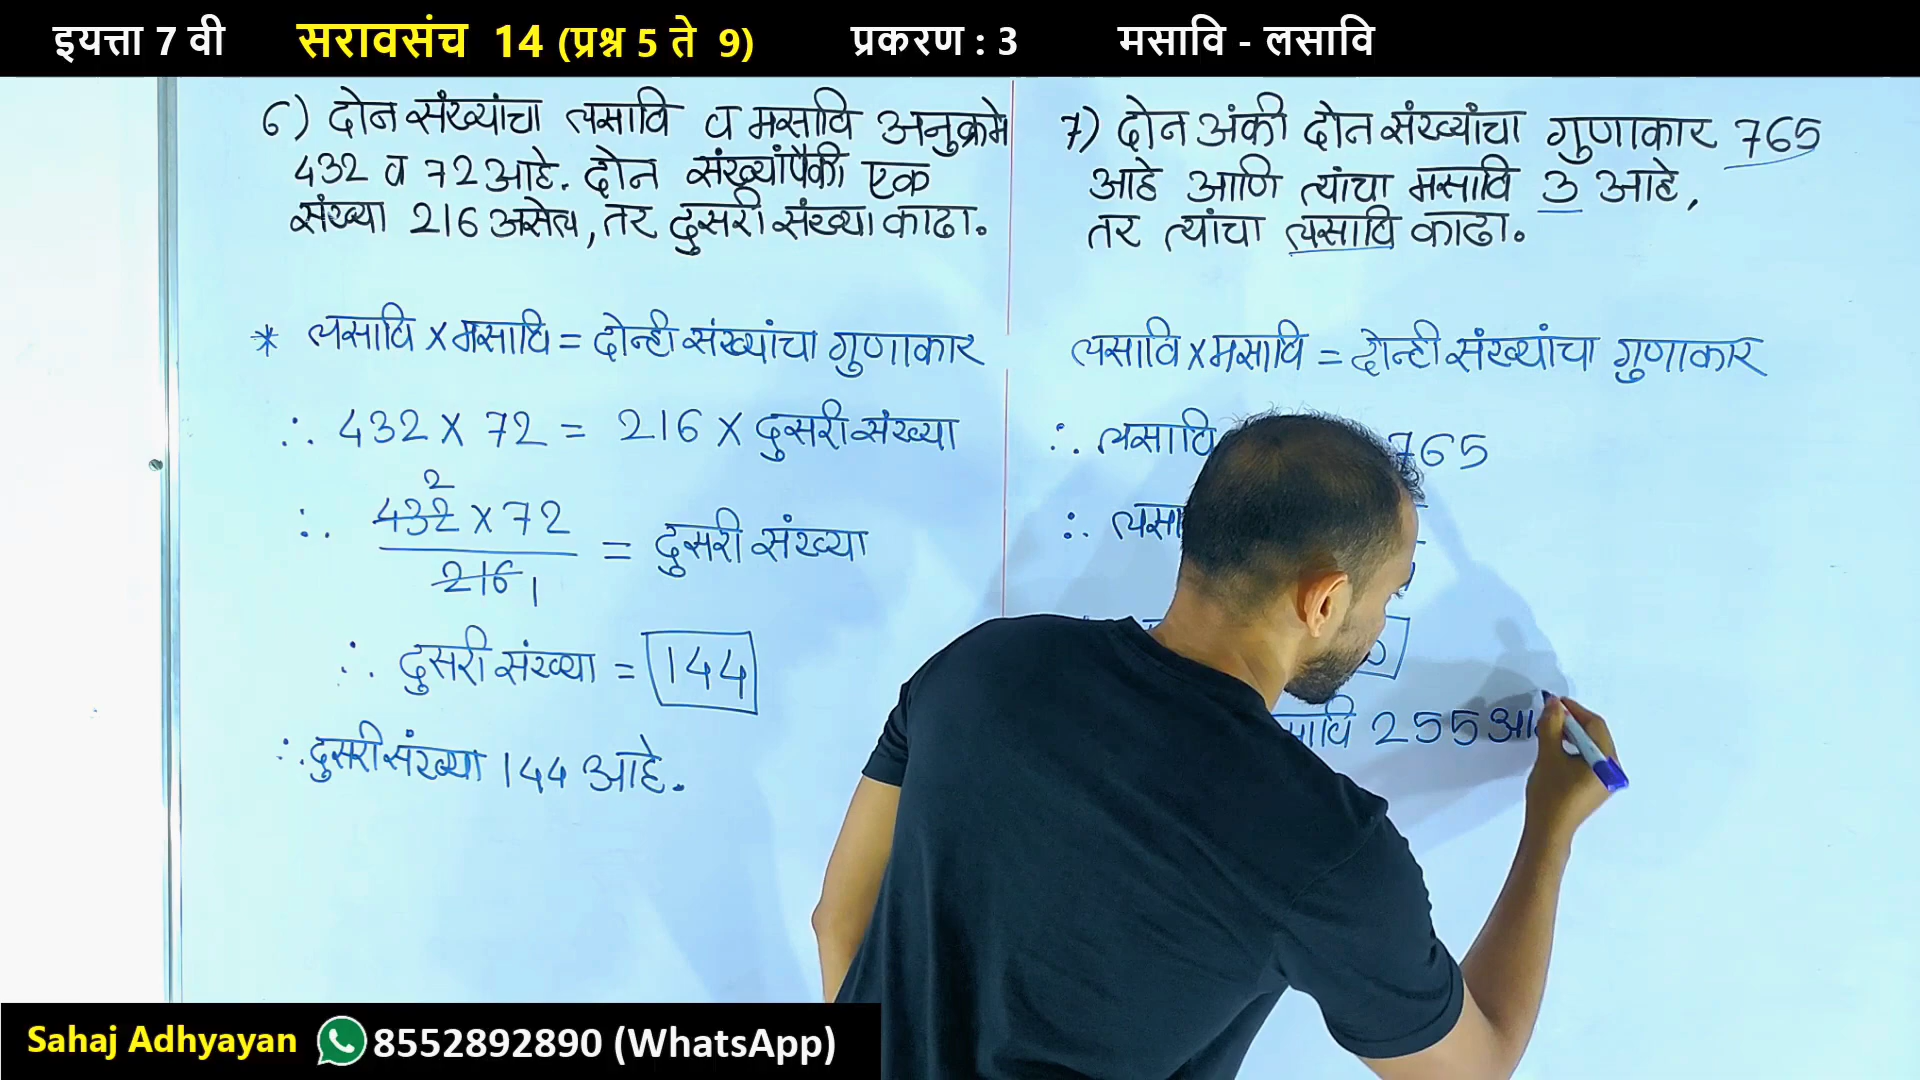 इयत्ता 7 वी सरावसंच 14 (प्रश्न 5 ते 9) प्रकरण : 3 मसावि - लसावि
6) दोन संख्यांचा लसावि व मसावि अनुक्रमे
432 व 72 आहे. दोन संख्यांपैकी एक
संख्या 216 असेल, तर दुसरी संख्या काढा.
* लसावि x मसावि = दोन्ही संख्यांचा गुणाकार
∴ 432 x 72 = 216 x दुसरी संख्या
2
∴ 432 x 72 = दुसरी संख्या
216 1
∴ दुसरी संख्या = 144
∴ दुसरी संख्या 144 आहे.
7) दोन अंकी दोन संख्यांचा गुणाकार 765
आहे आणि त्यांचा मसावि 3 आहे,
तर त्यांचा लसावि काढा.
लसावि x मसावि = दोन्ही संख्यांचा गुणाकार
∴ लसावि 765
∴
255
Sahaj Adhyayan 8552892890 (WhatsApp)